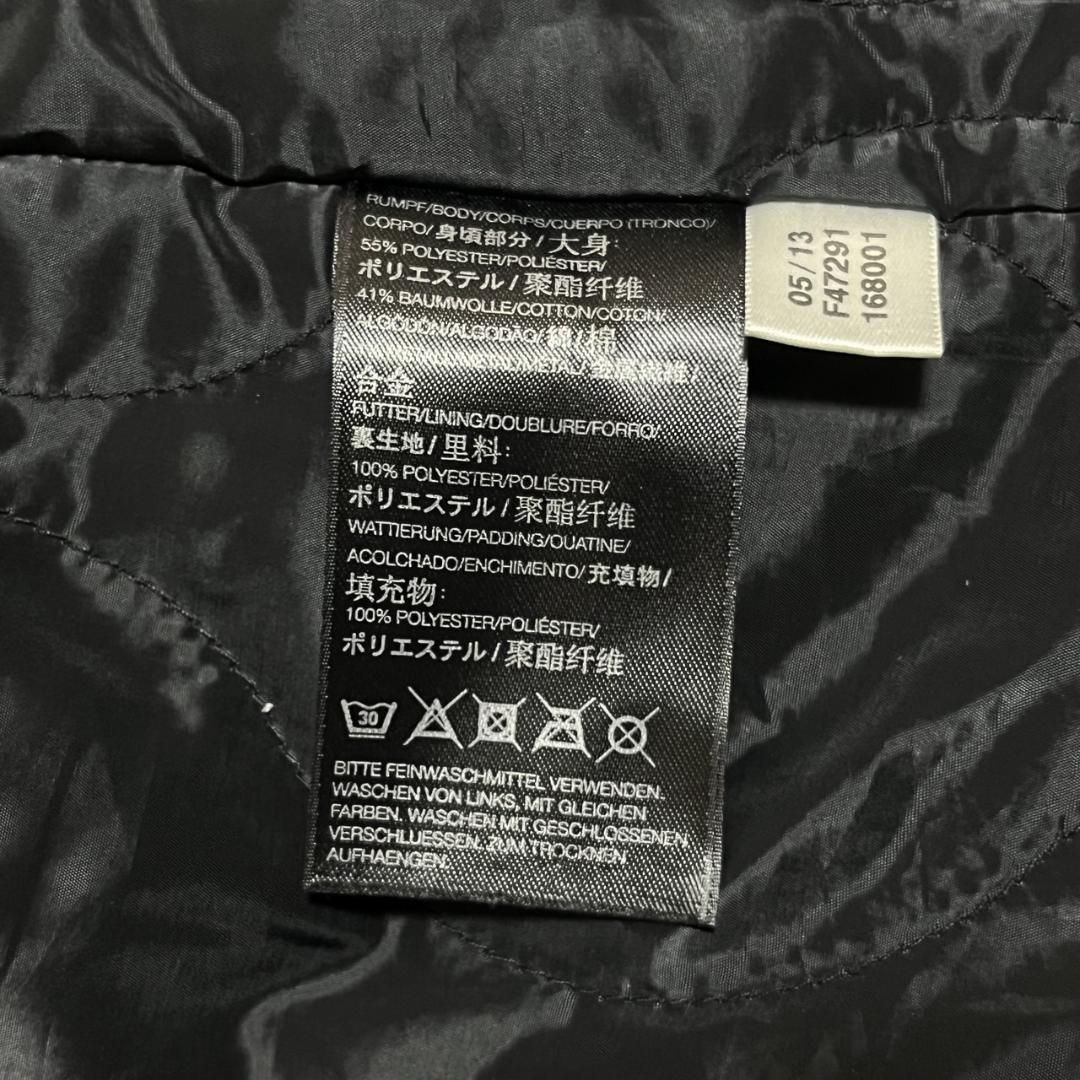 RUMPF/BODY/CORPS/CUERPO (TRONCO)/
CORPO/身頃部分/大身:
55% POLYESTER/POLIÉSTER/
ポリエステル/聚酯纤维
41% BAUMWOLLE/COTTON/COTON/
ALGODON/ALGODÃO/綿/棉
合金
FUTTER/LINING/DOUBLURE/FORRO/
裏生地/里料:
100% POLYESTER/POLIÉSTER/
ポリエステル/聚酯纤维
WATTIERUNG/PADDING/OUATINE/
ACOLCHADO/ENCHIMENTO/充填物/
填充物:
100% POLYESTER/POLIÉSTER/
ポリエステル/聚酯纤维
30
BITTE FEINWASCHMITTEL VERWENDEN.
WASCHEN VON LINKS, MIT GLEICHEN
FARBEN. WASCHEN MIT GESCHLOSSENEN
VERSCHLUESSEN. ZUM TROCKNEN
AUFHAENGEN.
05/13
F47291
168001